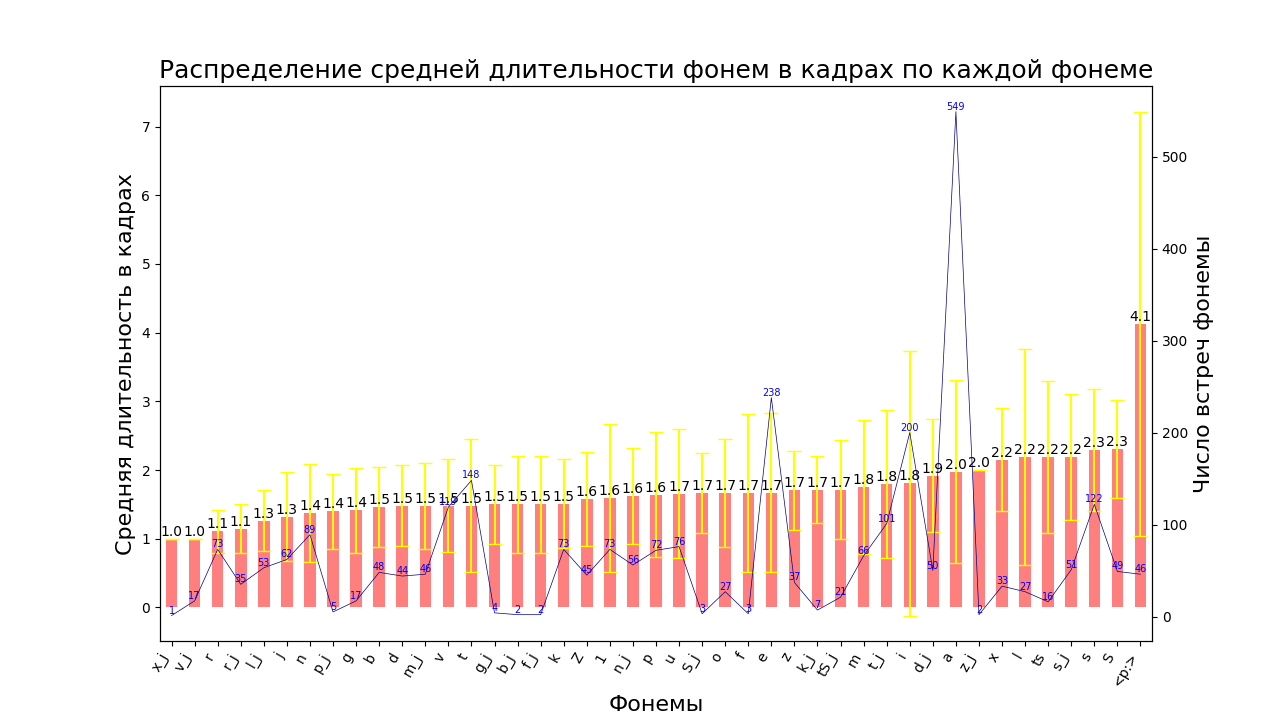 Распределение средней длительности фонем в кадрах по каждой фонеме
Средняя длительность в кадрах
7
6
5
4
3
2
1
0
1.0 1.0 1.1 1.1 1.3 1.3 1.4 1.4 1.4 1.5 1.5 1.5 1.5 1.5 1.5 1.5 1.5 1.5 1.6 1.6 1.6 1.6 1.7 1.7 1.7 1.7 1.7 1.7 1.7 1.7 1.8 1.8 1.8 1.9 2.0 2.0 2.2 2.2 2.2 2.2 2.3 2.3 4.1
1 17 73 35 53 62 89 5 17 48 44 46 119 148 4 2 2 73 45 73 56 72 76 3 27 3 238 37 7 21 66 101 200 50 549 2 33 27 16 51 122 49 46
500
400
300
200
100
0
Число встреч фонемы
x_j v_j r r_j l_j j n p_j g b d m_j v t g_j b_j f_j k Z 1 n_j p u S_j o f e z k_j tS_j m t_j i d_j a z_j x l ts s_j s S <p:>
Фонемы